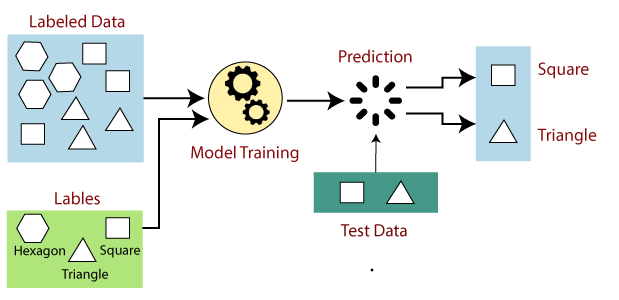 Labeled Data
Prediction
Square
Triangle
Model Training
Lables
Hexagon
Square
Triangle
Test Data